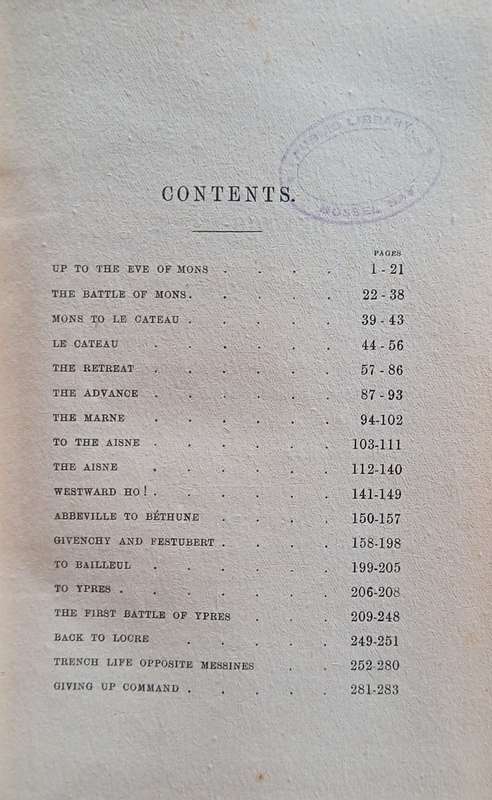 LIBRARY
MOSSEL BAY
CONTENTS.
PAGES
UP TO THE EVE OF MONS . . . . 1 - 21
THE BATTLE OF MONS . . . . . 22 - 38
MONS TO LE CATEAU . . . . . 39 - 43
LE CATEAU . . . . . . 44 - 56
THE RETREAT . . . . . . 57 - 86
THE ADVANCE . . . . . . 87 - 93
THE MARNE . . . . . . 94-102
TO THE AISNE . . . . . . 103-111
THE AISNE . . . . . . 112-140
WESTWARD HO! . . . . . . 141-149
ABBEVILLE TO BÉTHUNE . . . . 150-157
GIVENCHY AND FESTUBERT . . . . 158-198
TO BAILLEUL . . . . . . 199-205
TO YPRES . . . . . . . 206-208
THE FIRST BATTLE OF YPRES . . . 209-248
BACK TO LOCRE . . . . . 249-251
TRENCH LIFE OPPOSITE MESSINES . . 252-280
GIVING UP COMMAND . . . . . 281-283